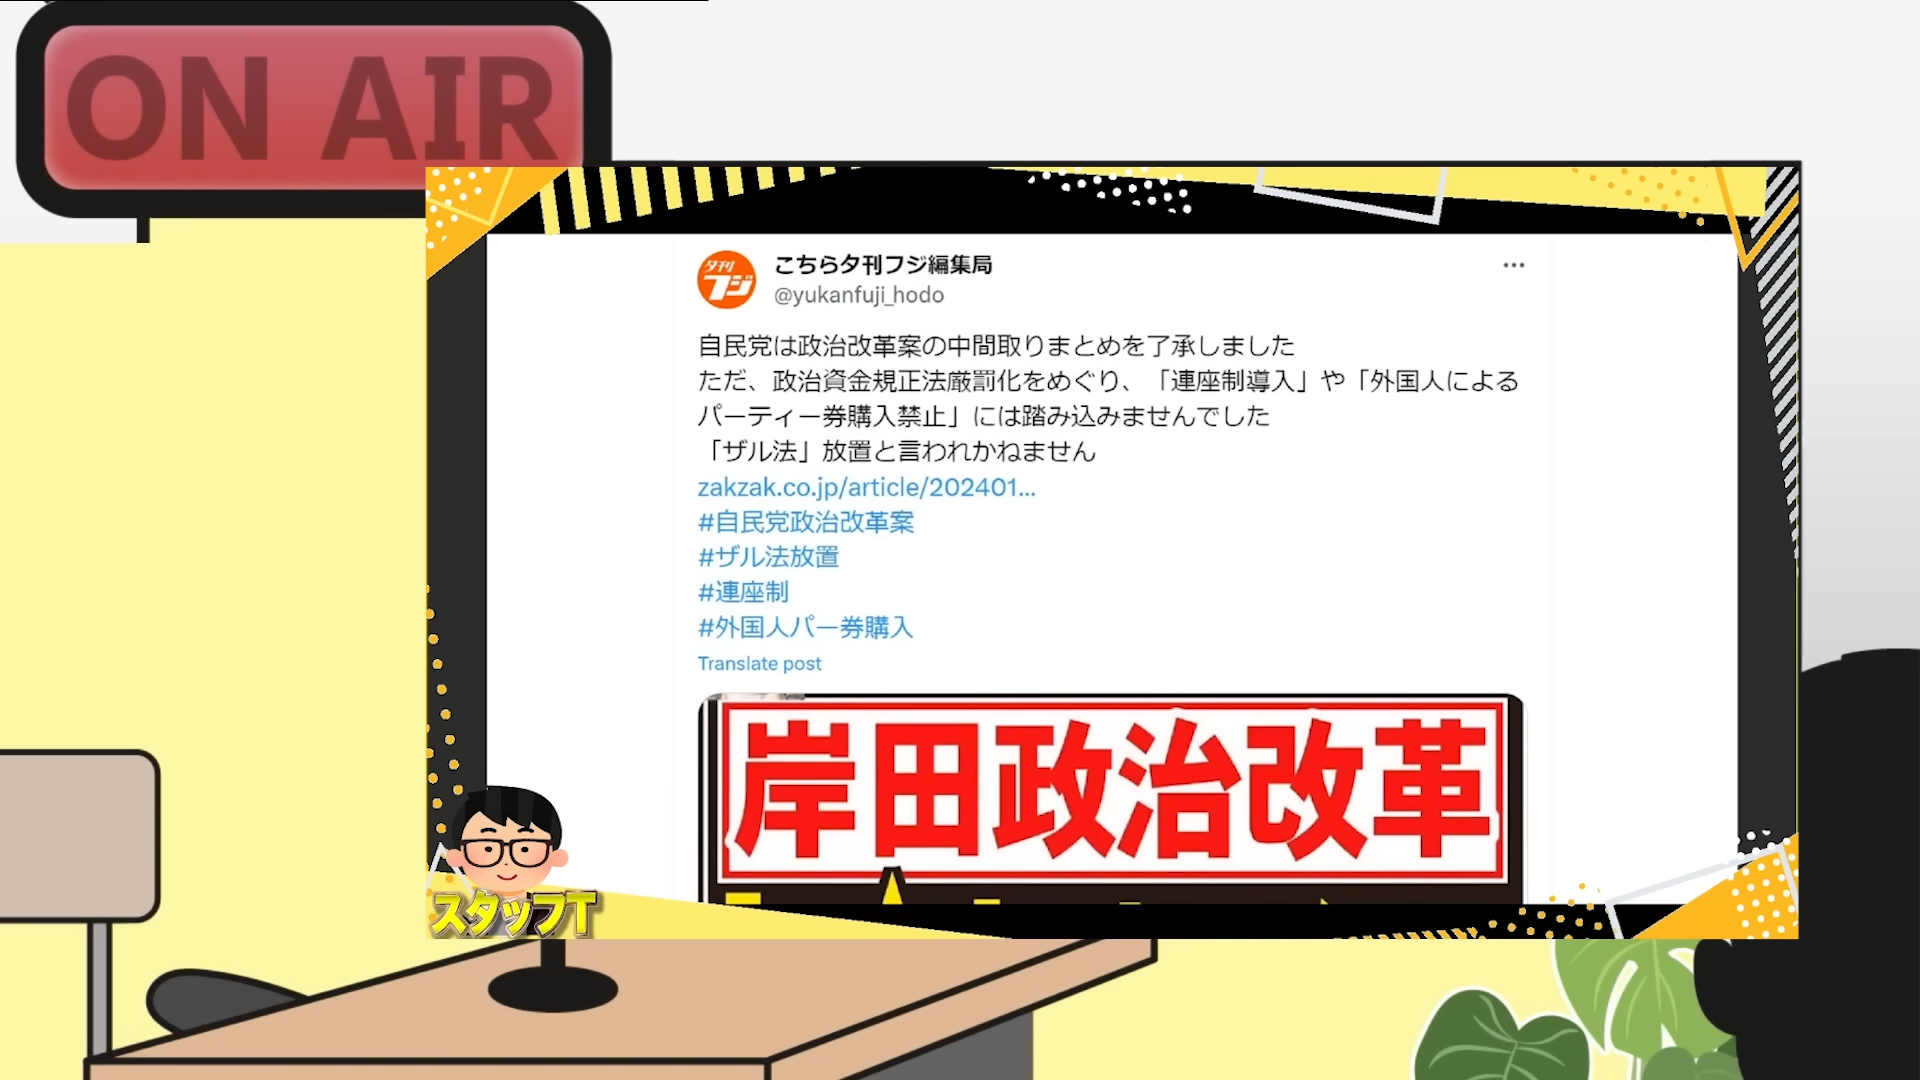 ON AIR
夕刊
フジ
こちら夕刊フジ編集局
@yukanfuji_hodo
自民党は政治改革案の中間取りまとめを了承しました
ただ、政治資金規正法厳罰化をめぐり、「連座制導入」や「外国人による
パーティー券購入禁止」には踏み込みませんでした
「ザル法」放置と言われかねません
zakzak.co.jp/article/202401…
#自民党政治改革案
#ザル法放置
#連座制
#外国人パー券購入
Translate post
岸田政治改革
スタッフT